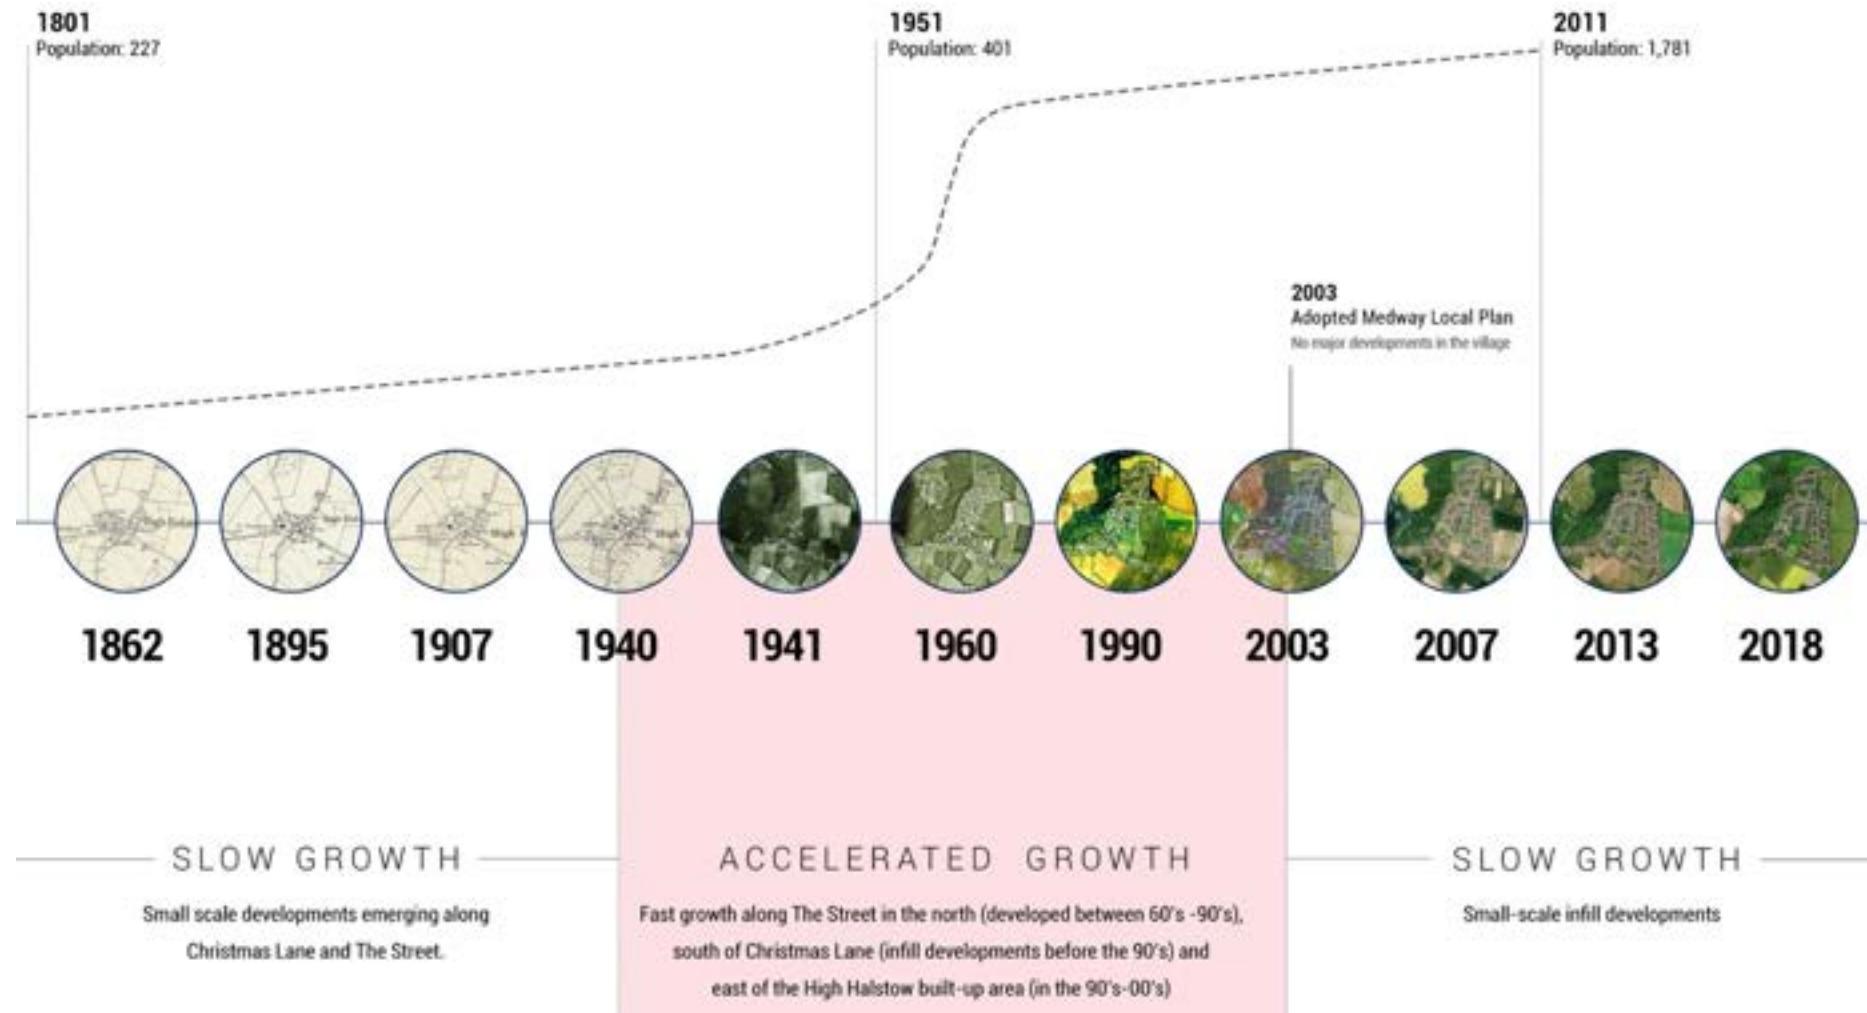 1801
Population: 227
1951
Population: 401
2011
Population: 1,781
2003
Adopted Medway Local Plan
No major developments in the village
1862
1895
1907
1940
1941
1960
1990
2003
2007
2013
2018
SLOW GROWTH
Small scale developments emerging along
Christmas Lane and The Street.
ACCELERATED GROWTH
Fast growth along The Street in the north (developed between 60's -90's),
south of Christmas Lane (infill developments before the 90's) and
east of the High Halstow built-up area (in the 90's-00's)
SLOW GROWTH
Small-scale infill developments